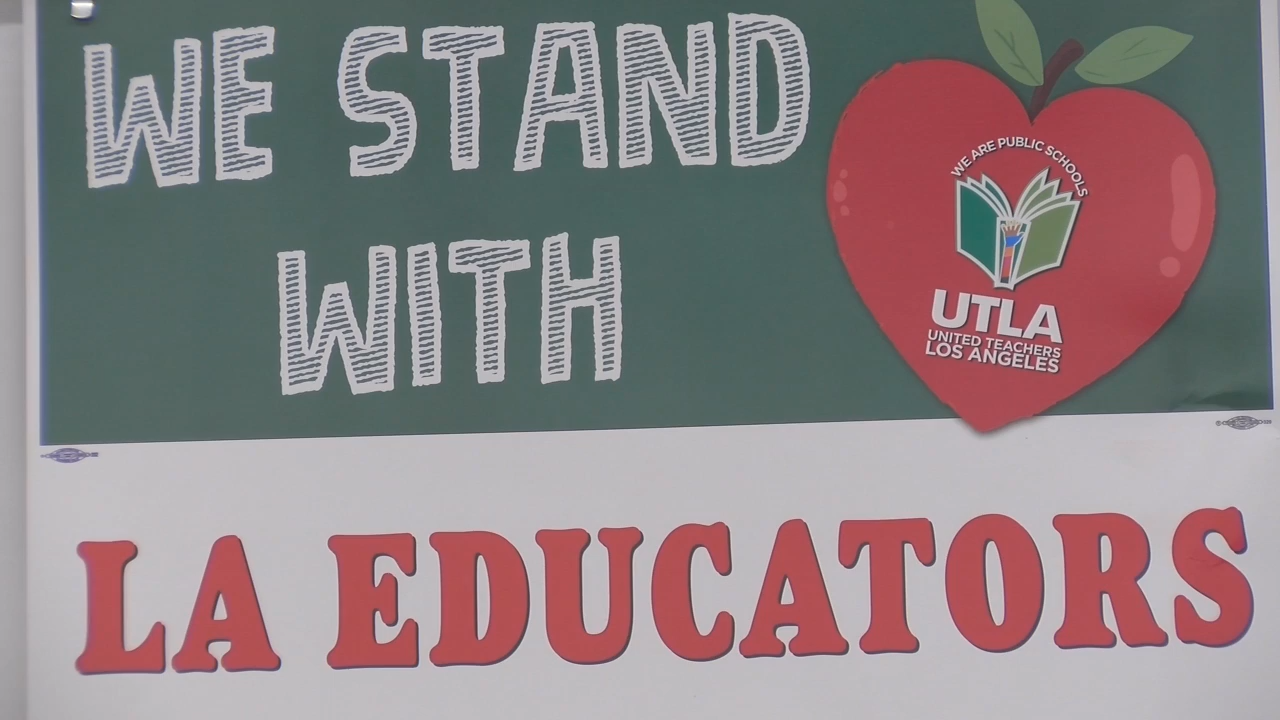 WE STAND
WITH
WE ARE PUBLIC SCHOOLS
UTLA
UNITED TEACHERS
LOS ANGELES
LA EDUCATORS